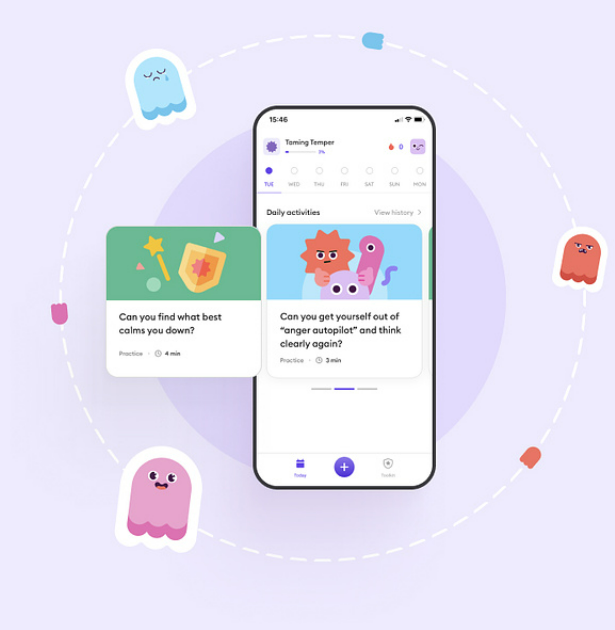 15:46
Taming Temper
0%
0
TUE WED THU FRI SAT SUN MON
Daily activities
View history
Can you find what best
calms you down?
Practice
4 min
Can you get yourself out of
“anger autopilot” and think
clearly again?
Practice
3 min
Today
Toolkit